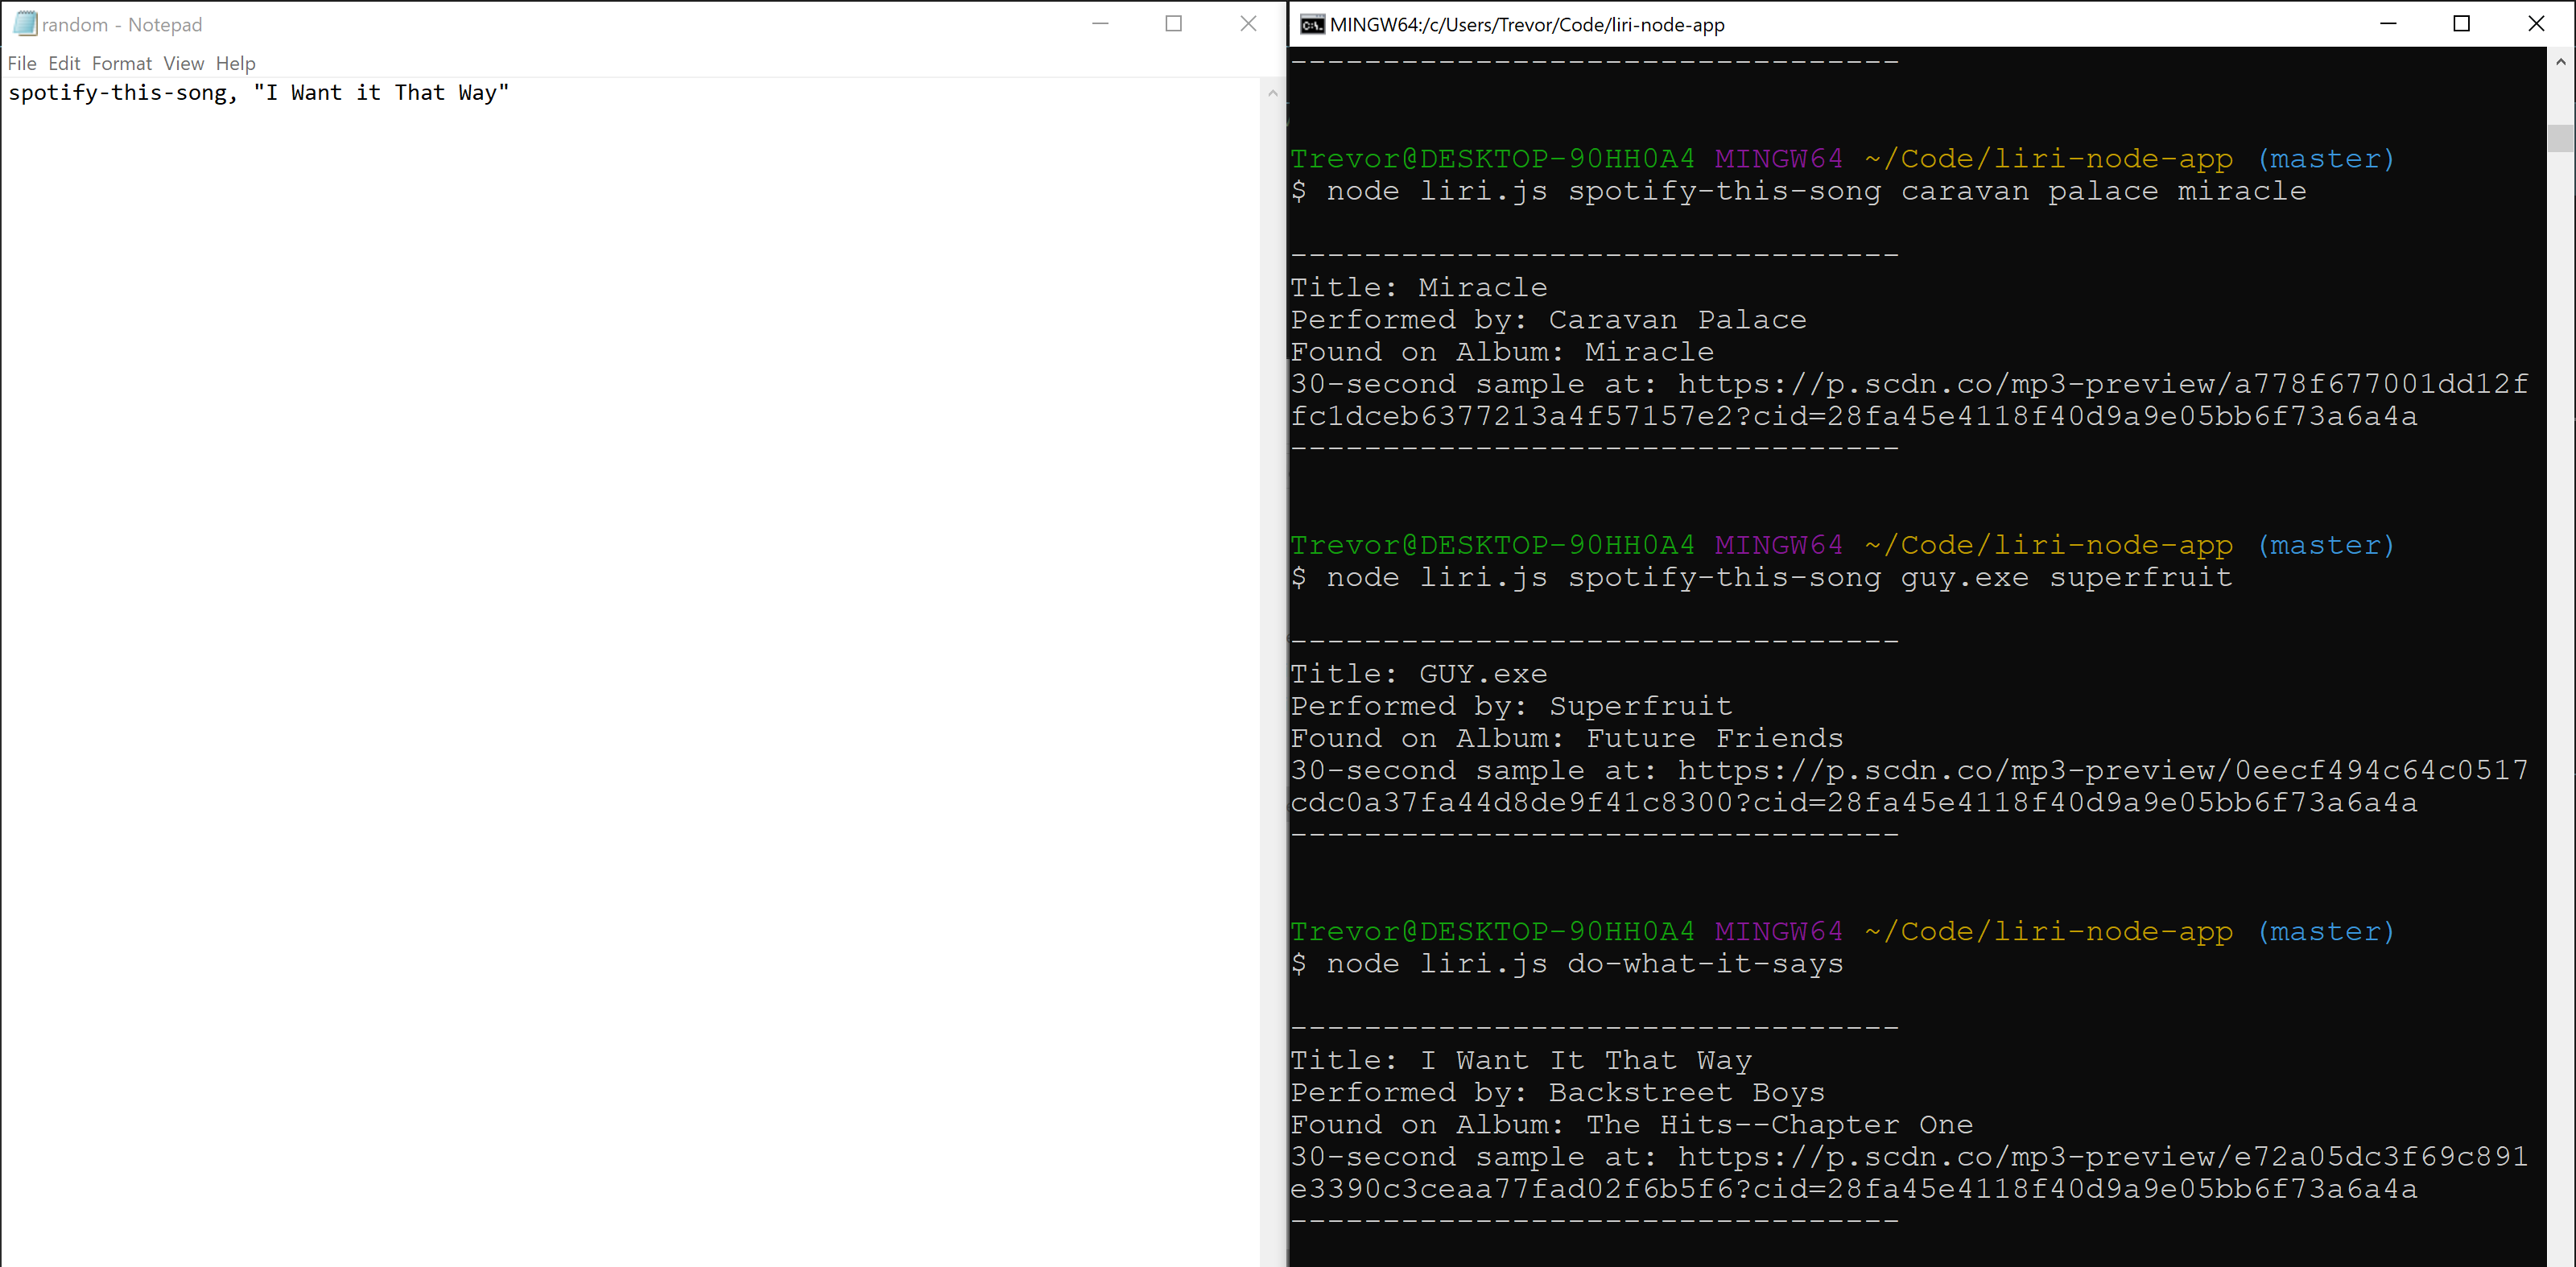 random - Notepad
File Edit Format View Help
spotify-this-song, "I Want it That Way"
MINGW64:/c/Users/Trevor/Code/liri-node-app
---------------------------------
Trevor@DESKTOP-90HH0A4 MINGW64 ~/Code/liri-node-app (master)
$ node liri.js spotify-this-song caravan palace miracle
---------------------------------
Title: Miracle
Performed by: Caravan Palace
Found on Album: Miracle
30-second sample at: https://p.scdn.co/mp3-preview/a778f677001dd12f
fc1dceb6377213a4f57157e2?cid=28fa45e4118f40d9a9e05bb6f73a6a4a
---------------------------------
Trevor@DESKTOP-90HH0A4 MINGW64 ~/Code/liri-node-app (master)
$ node liri.js spotify-this-song guy.exe superfruit
---------------------------------
Title: GUY.exe
Performed by: Superfruit
Found on Album: Future Friends
30-second sample at: https://p.scdn.co/mp3-preview/0eecf494c64c0517
cdc0a37fa44d8de9f41c8300?cid=28fa45e4118f40d9a9e05bb6f73a6a4a
---------------------------------
Trevor@DESKTOP-90HH0A4 MINGW64 ~/Code/liri-node-app (master)
$ node liri.js do-what-it-says
---------------------------------
Title: I Want It That Way
Performed by: Backstreet Boys
Found on Album: The Hits--Chapter One
30-second sample at: https://p.scdn.co/mp3-preview/e72a05dc3f69c891
e3390c3ceaa77fad02f6b5f6?cid=28fa45e4118f40d9a9e05bb6f73a6a4a
---------------------------------